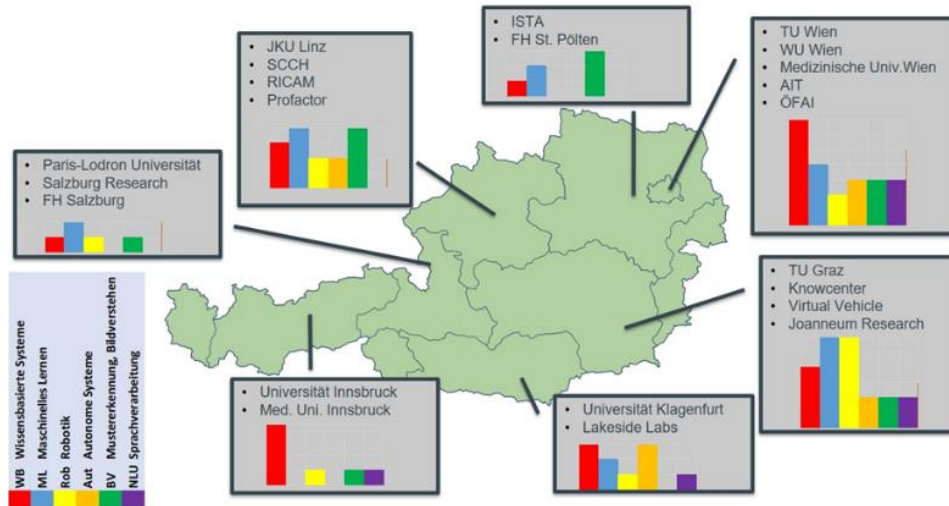 • JKU Linz
• SCCH
• RICAM
• Profactor
• ISTA
• FH St. Pölten
• TU Wien
• WU Wien
• Medizinische Univ.Wien
• AIT
• ÖFAI
• Paris-Lodron Universität
• Salzburg Research
• FH Salzburg
• TU Graz
• Knowcenter
• Virtual Vehicle
• Joanneum Research
• Universität Innsbruck
• Med. Uni. Innsbruck
• Universität Klagenfurt
• Lakeside Labs
WB Wissensbasierte Systeme
ML Maschinelles Lernen
Rob Robotik
Aut Autonome Systeme
BV Mustererkennung, Bildverstehen
NLU Sprachverarbeitung